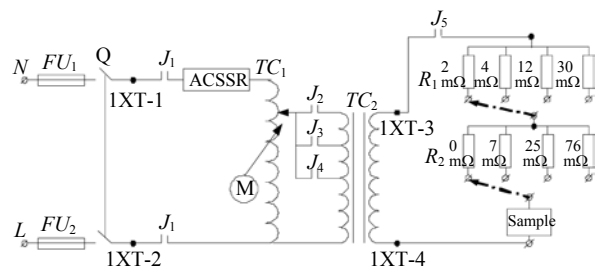 J5
Q
N FU1 J1 ACSSR TC1
2 4 12 30
R1 mΩ mΩ mΩ mΩ
1XT-1 J2 TC2
J3 1XT-3
J4
0 7 25 76
R2 mΩ mΩ mΩ mΩ
M
L FU2 J1 Sample
1XT-2 1XT-4